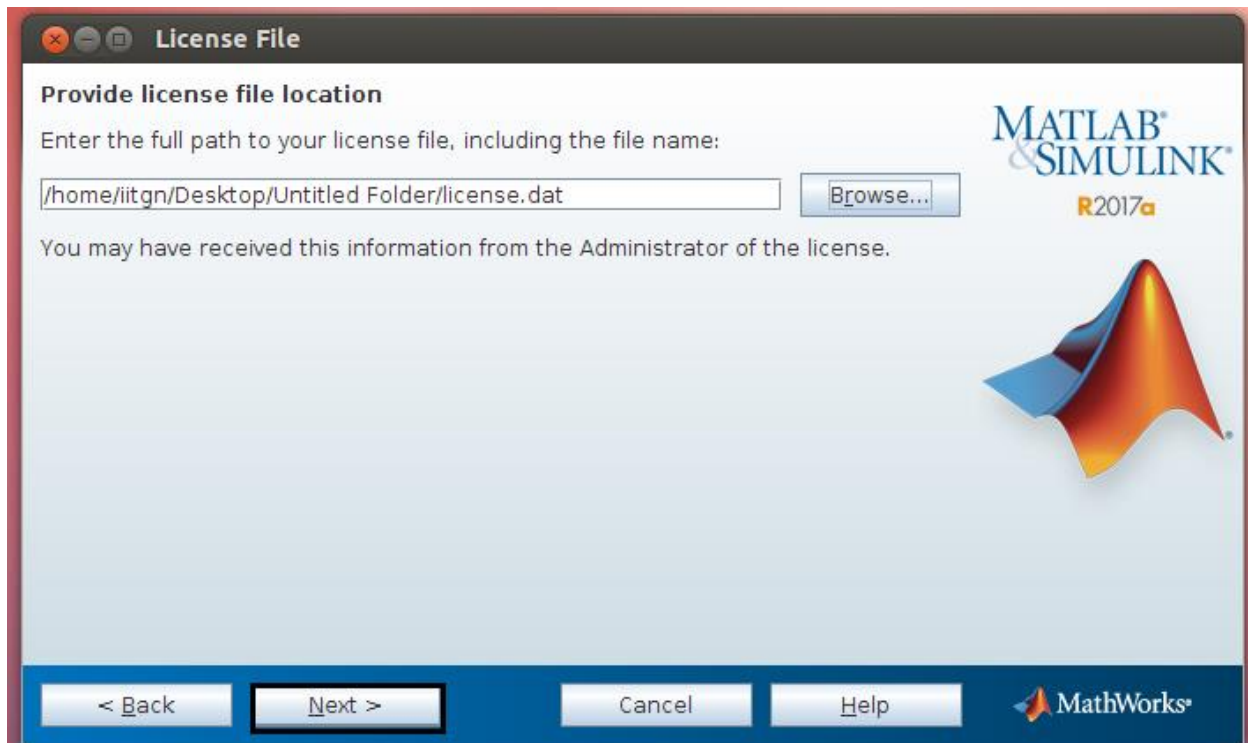 License File
Provide license file location
Enter the full path to your license file, including the file name:
/home/iitgn/Desktop/Untitled Folder/license.dat
Browse...
You may have received this information from the Administrator of the license.
MATLAB®
&SIMULINK®
R2017a
< Back
Next >
Cancel
Help
MathWorks®